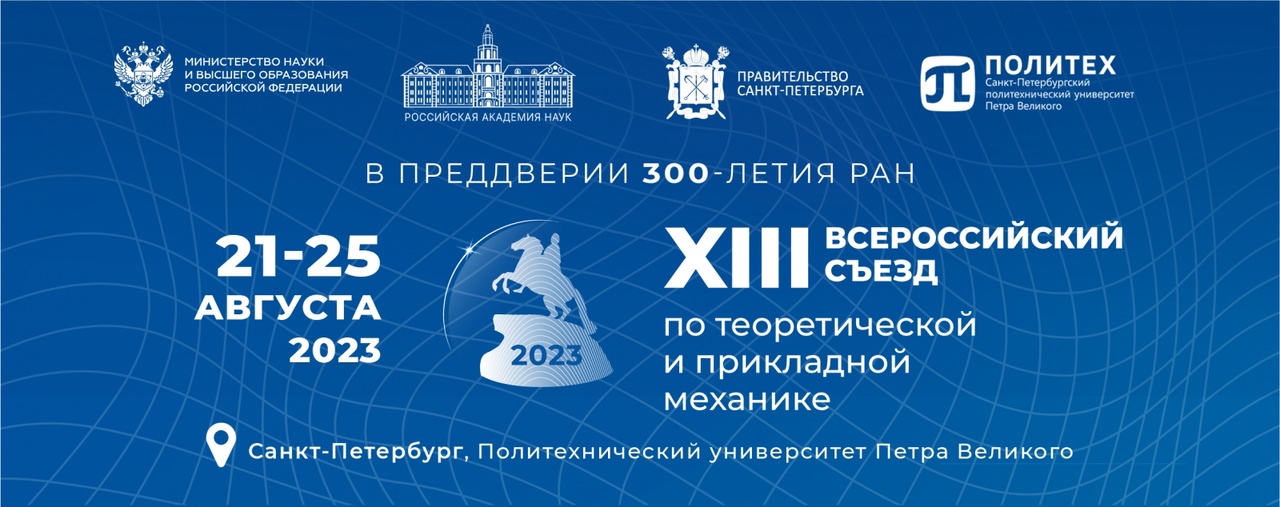 МИНИСТЕРСТВО НАУКИ
И ВЫСШЕГО ОБРАЗОВАНИЯ
РОССИЙСКОЙ ФЕДЕРАЦИИ
РОССИЙСКАЯ АКАДЕМИЯ НАУК
ПРАВИТЕЛЬСТВО
САНКТ-ПЕТЕРБУРГА
ПОЛИТЕХ
Санкт-Петербургский
политехнический университет
Петра Великого
В ПРЕДДВЕРИИ 300-ЛЕТИЯ РАН
21-25
АВГУСТА
2023
2023
XIII ВСЕРОССИЙСКИЙ
СЪЕЗД
по теоретической
и прикладной
механике
Санкт-Петербург, Политехнический университет Петра Великого